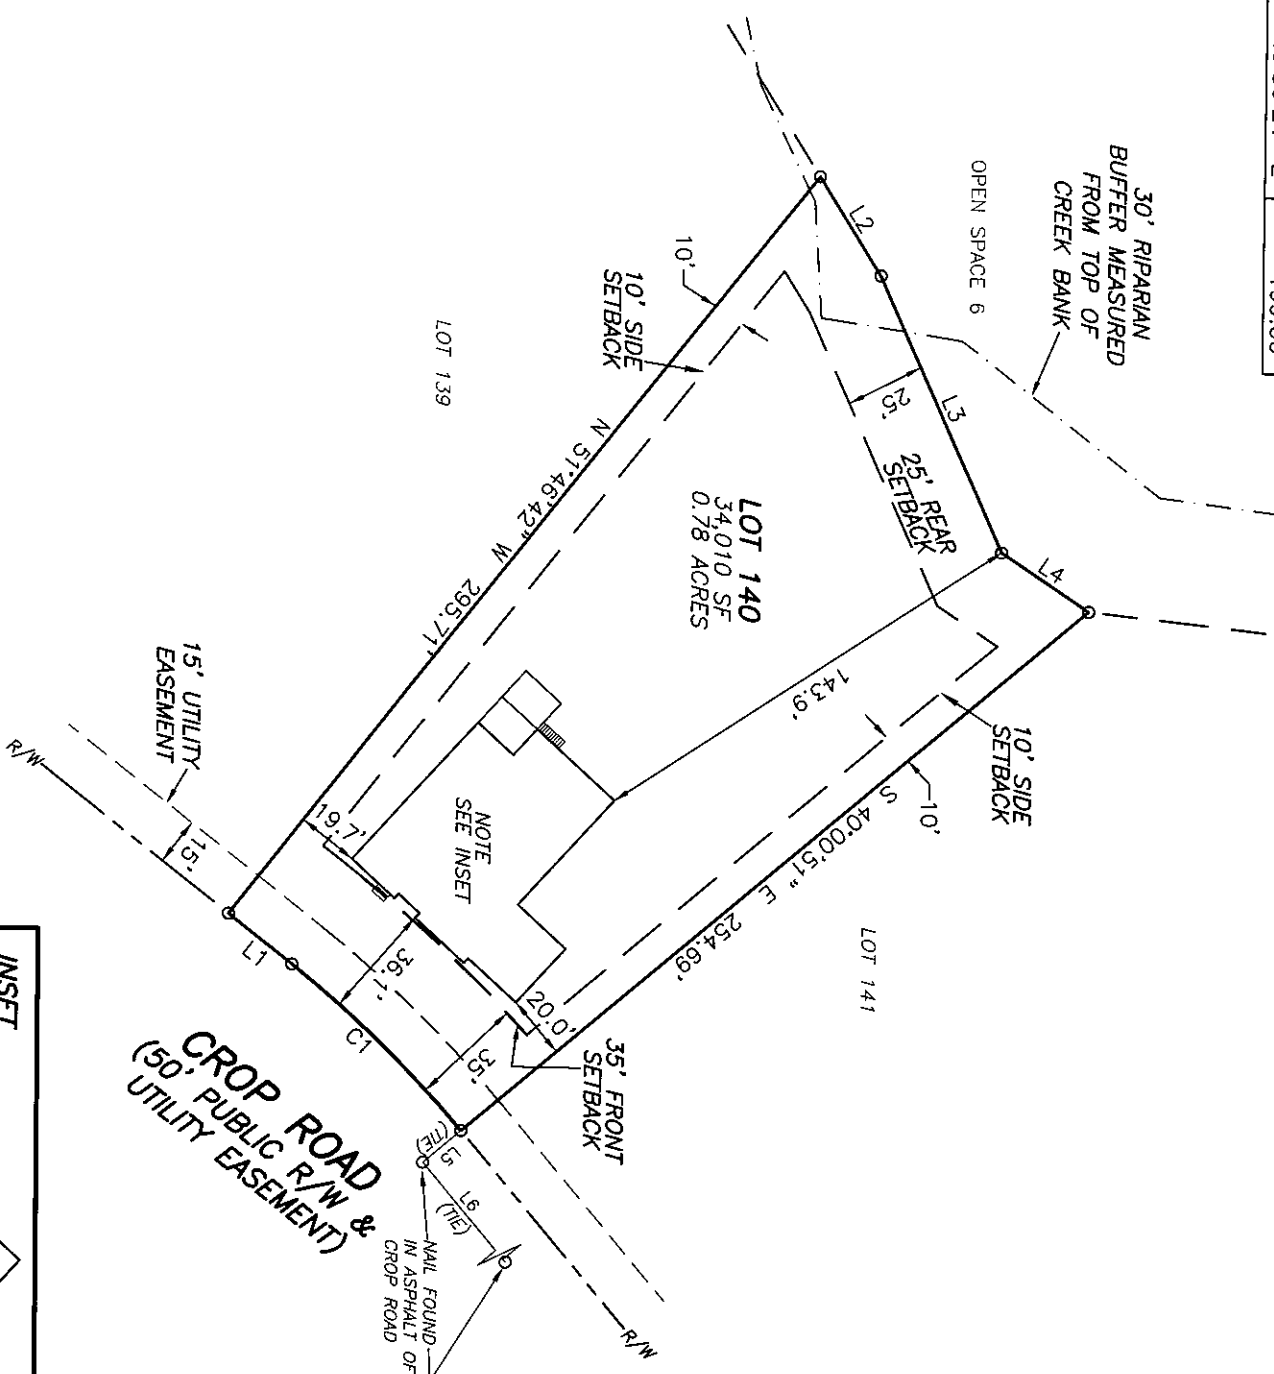 30' RIPARIAN
BUFFER MEASURED
FROM TOP OF
CREEK BANK
OPEN SPACE 6
L2
L3
L4
10'
10' SIDE
SETBACK
25'
25' REAR
SETBACK
LOT 139
N 51°46'42" W
295.71'
LOT 140
34,010 SF
0.78 ACRES
143.9'
10' SIDE
SETBACK
10'
S 40°00'51" E
254.69'
LOT 141
15' UTILITY
EASEMENT
R/W
15'
19.7'
NOTE
SEE INSET
36.1'
20.0'
35'
35' FRONT
SETBACK
L1
C1
CROP ROAD
(50' PUBLIC R/W &
UTILITY EASEMENT)
L5
(TIE)
L6
(TIE)
NAIL FOUND
IN ASPHALT OF
CROP ROAD
R/W
INSET